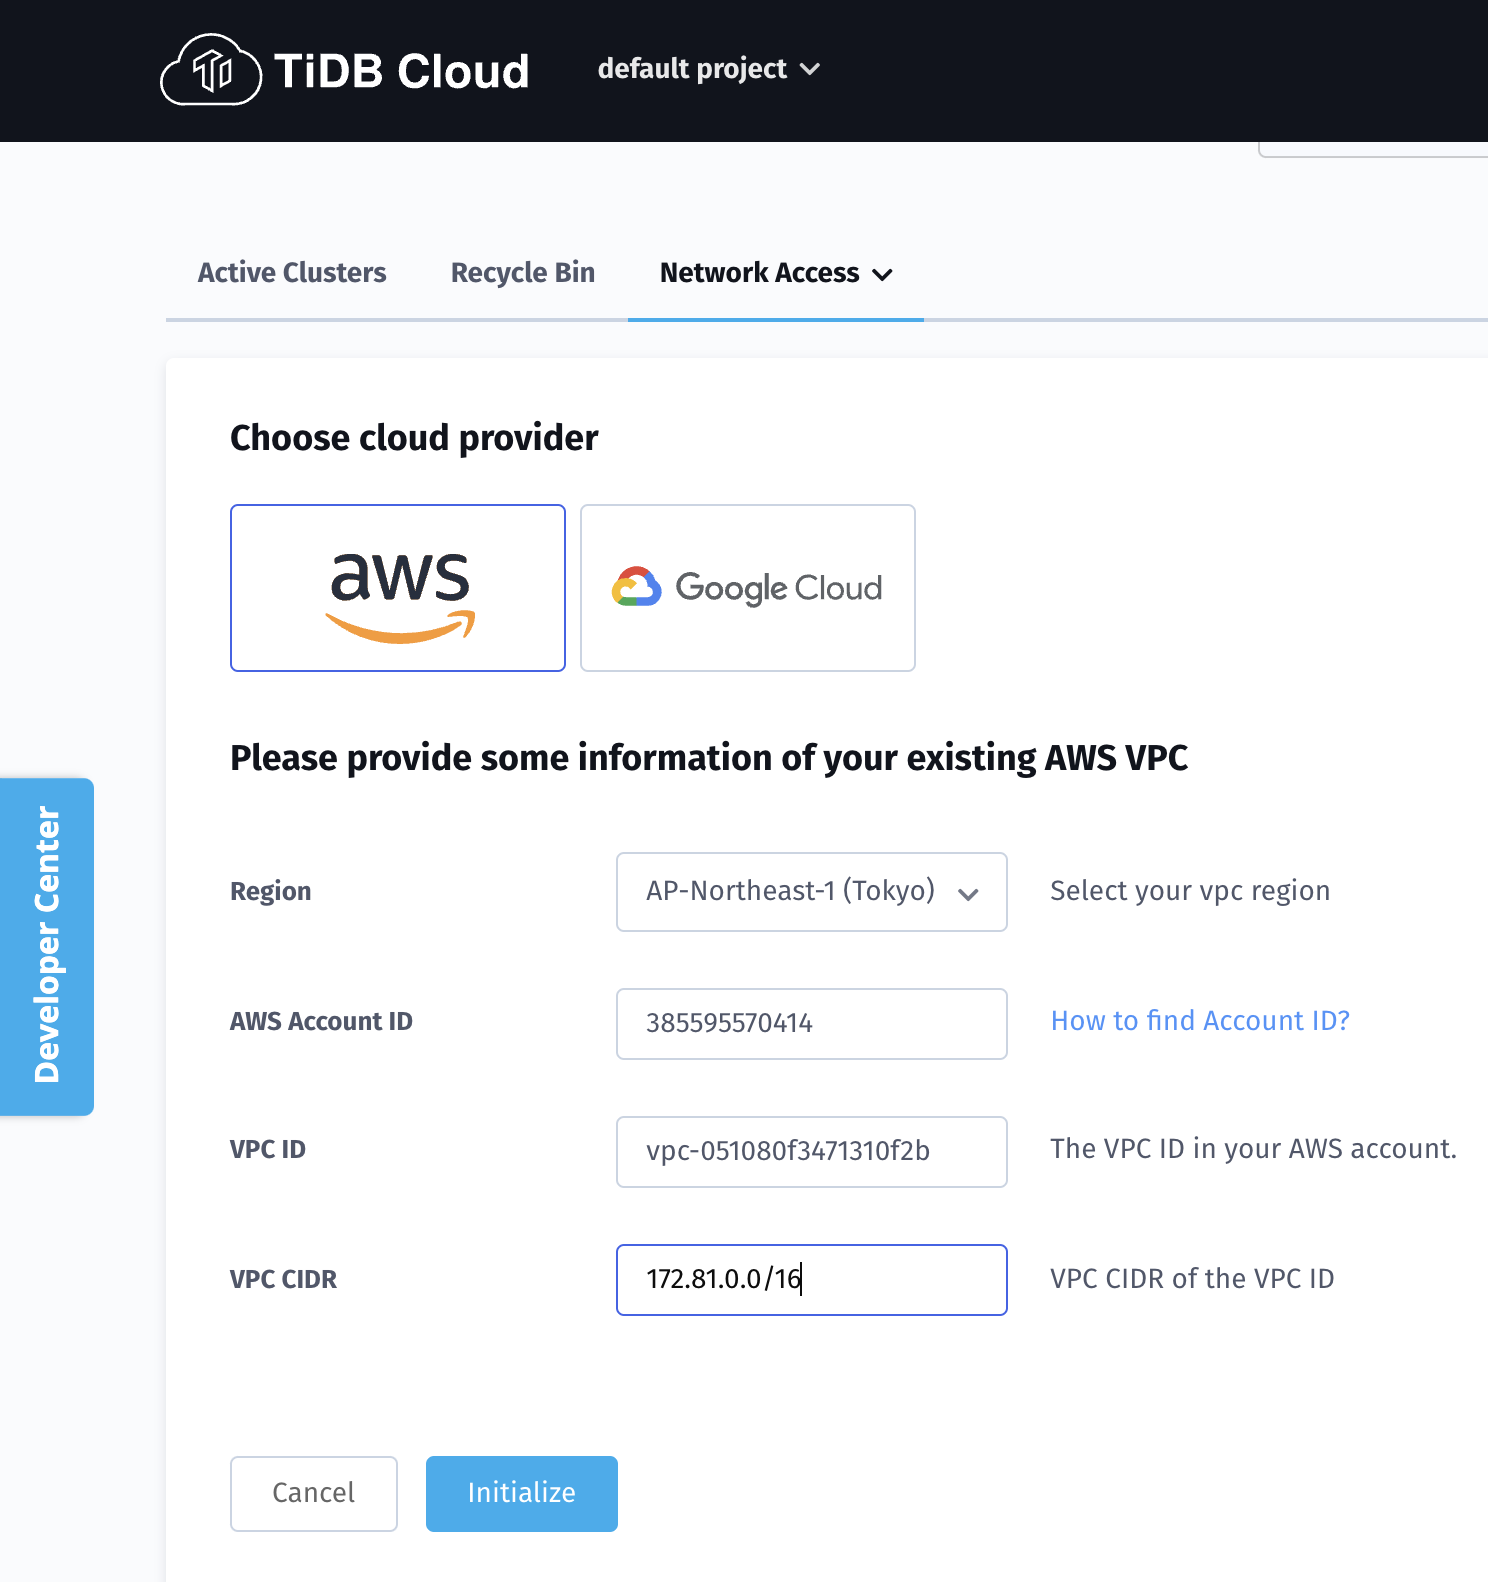 TiDB Cloud default project
Active Clusters Recycle Bin Network Access
Choose cloud provider
aws Google Cloud
Please provide some information of your existing AWS VPC
Developer Center
Region AP-Northeast-1 (Tokyo) Select your vpc region
AWS Account ID 385595570414 How to find Account ID?
VPC ID vpc-051080f3471310f2b The VPC ID in your AWS account.
VPC CIDR 172.81.0.0/16 VPC CIDR of the VPC ID
Cancel Initialize